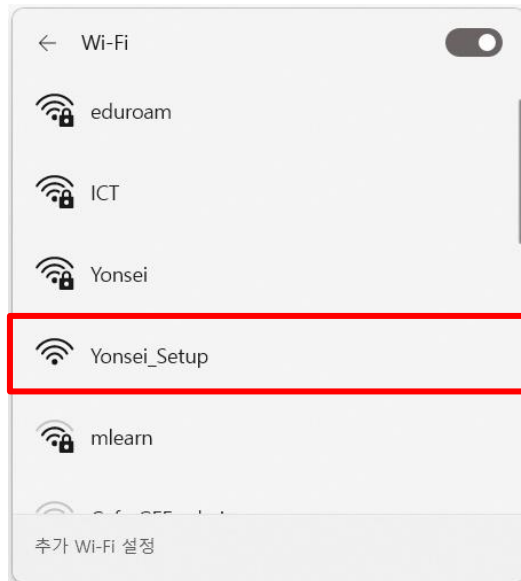 Wi-Fi
eduroam
ICT
Yonsei
Yonsei_Setup
mlearn
추가 Wi-Fi 설정